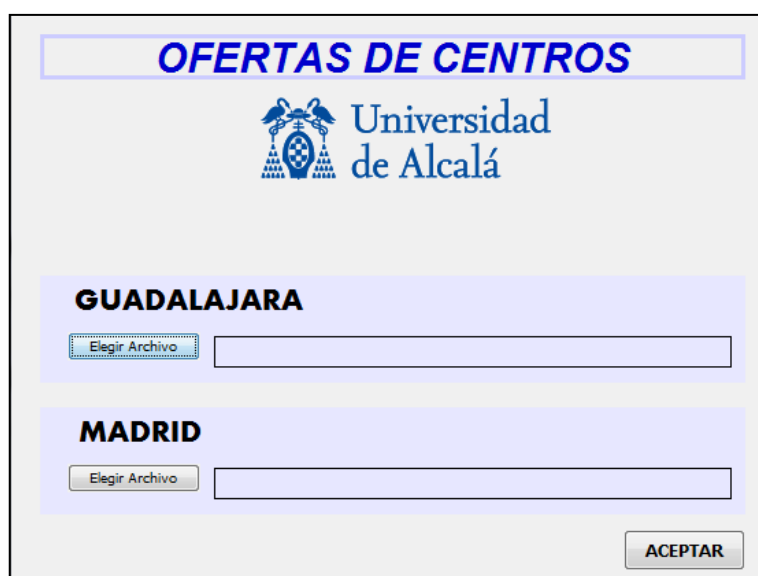 OFERTAS DE CENTROS
Universidad
de Alcalá
GUADALAJARA
Elegir Archivo
MADRID
Elegir Archivo
ACEPTAR